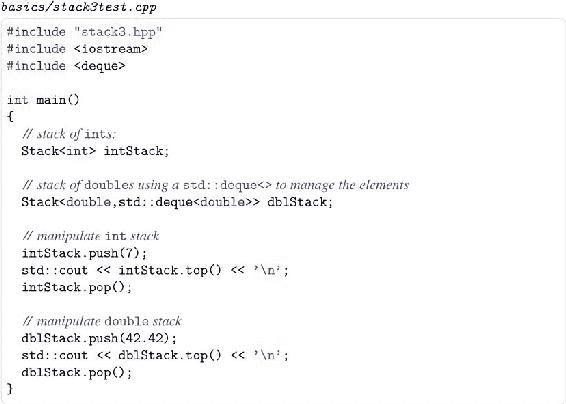 basics/stack3test.cpp
#include "stack3.hpp"
#include <iostream>
#include <deque>
int main()
{
// stack of ints:
Stack<int> intStack;
// stack of doubles using a std::deque<> to manage the elements
Stack<double,std::deque<double>> dblStack;
// manipulate int stack
intStack.push(7);
std::cout << intStack.top() << ’\n’;
intStack.pop();
// manipulate double stack
dblStack.push(42.42);
std::cout << dblStack.top() << ’\n’;
dblStack.pop();
}